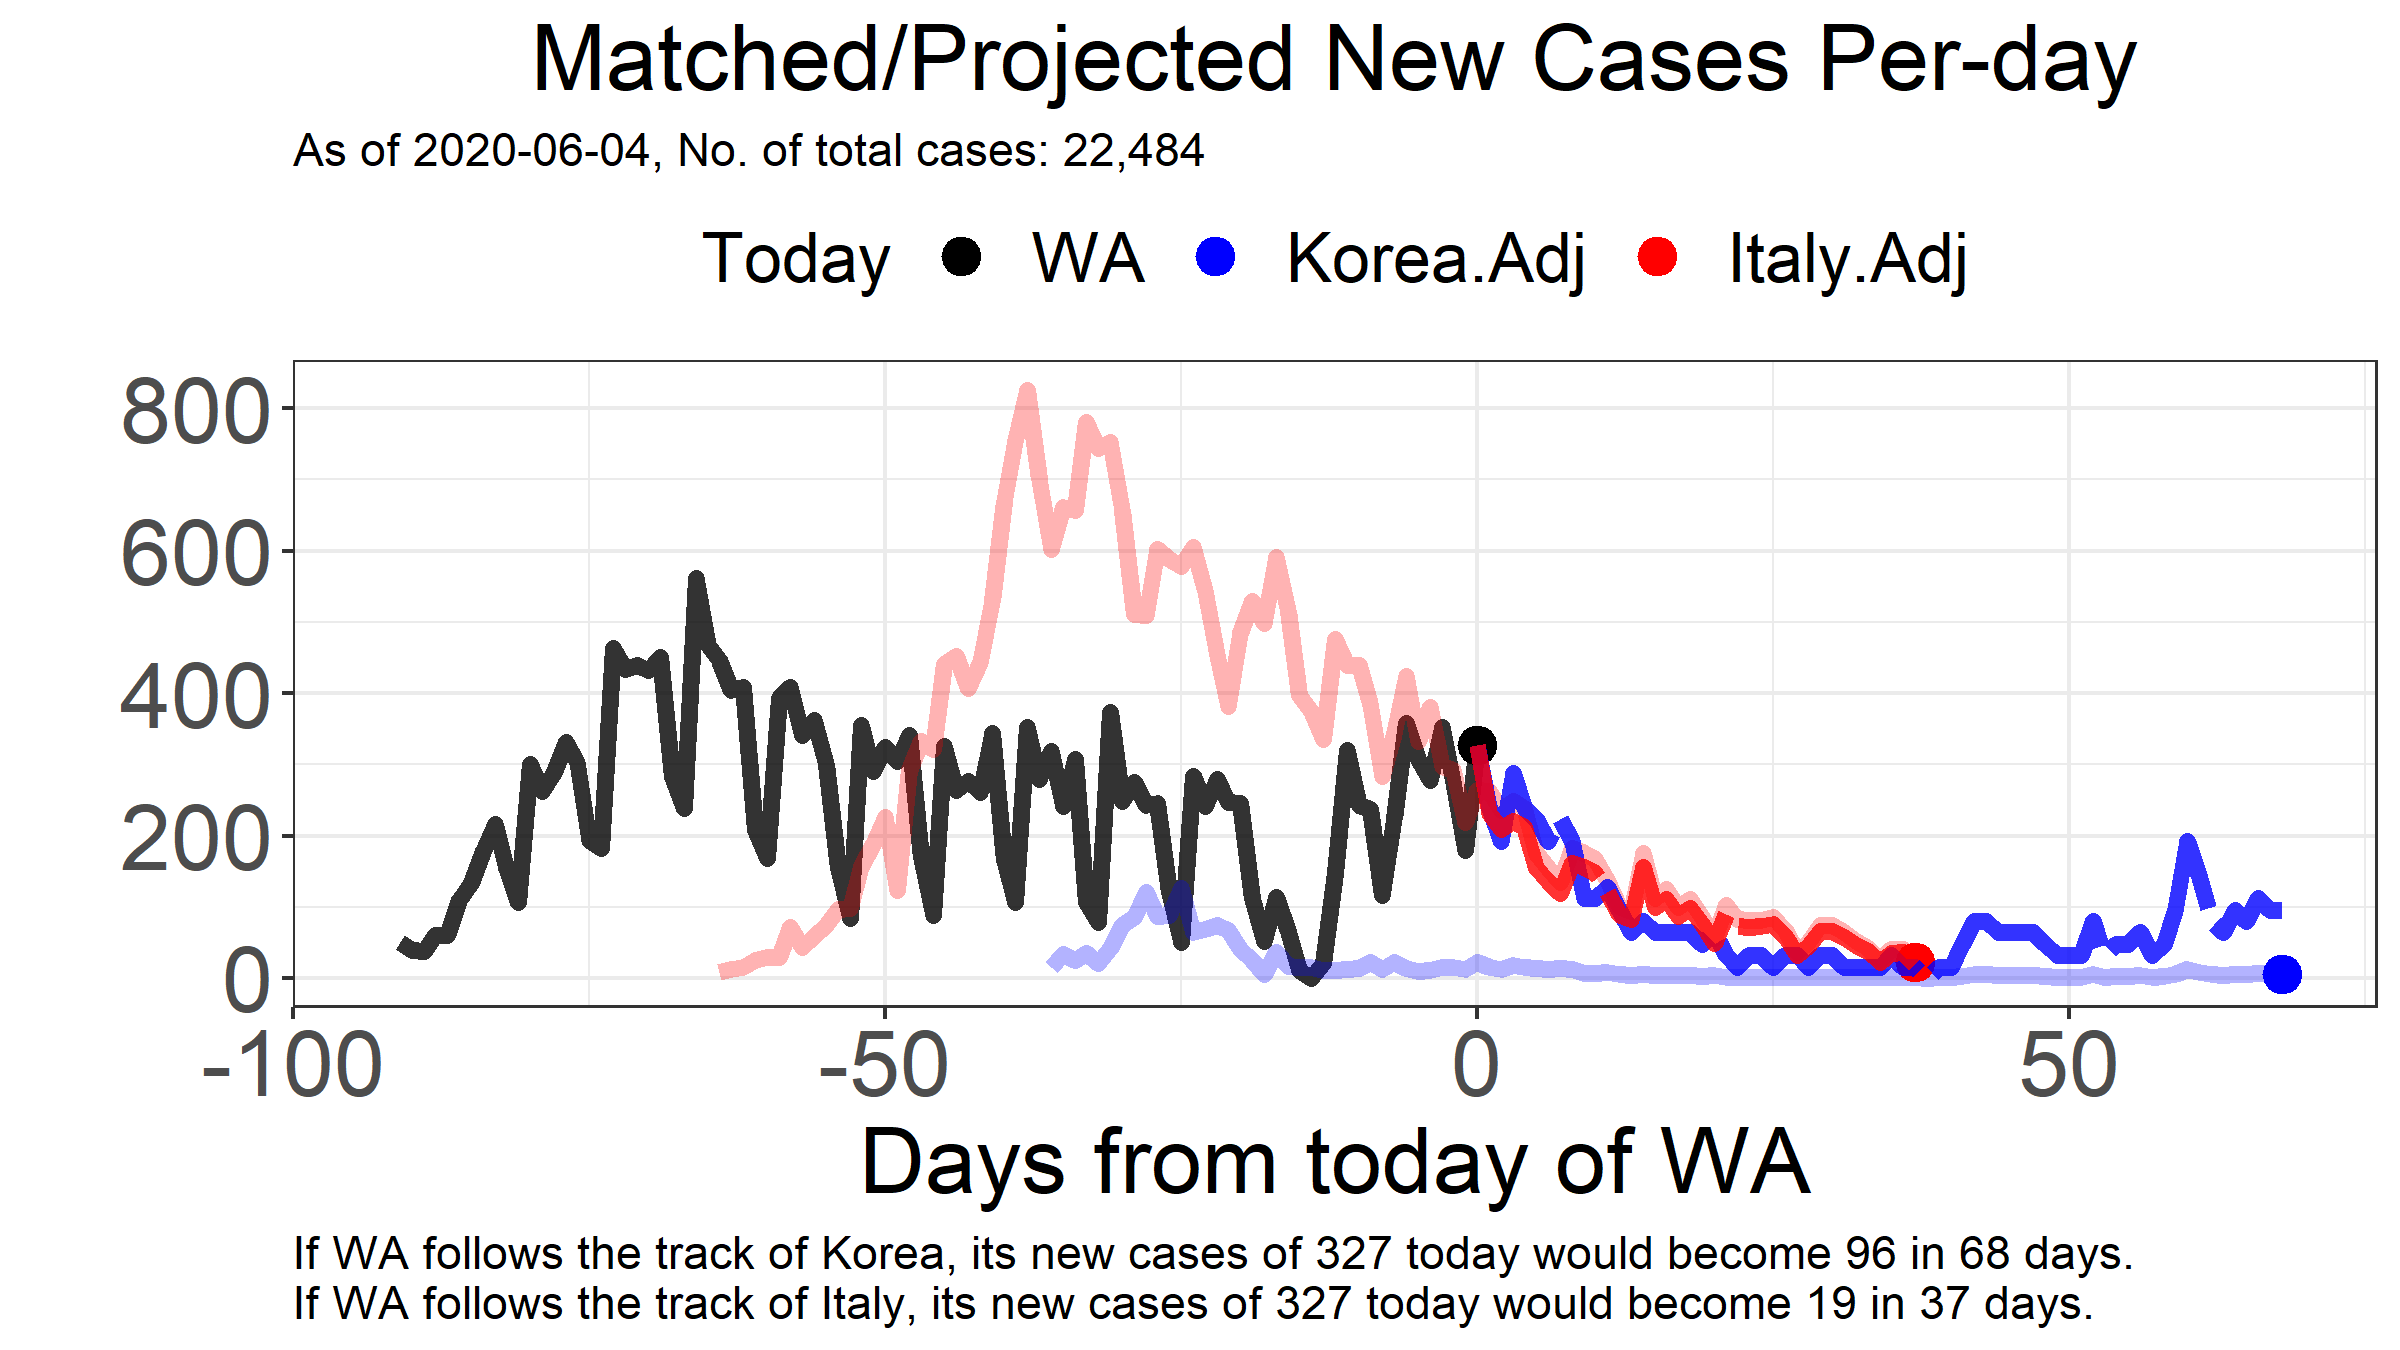 Matched/Projected New Cases Per-day
As of 2020-06-04, No. of total cases: 22,484
Today WA Korea.Adj Italy.Adj
800
600
400
200
0
-100 -50 0 50
Days from today of WA
If WA follows the track of Korea, its new cases of 327 today would become 96 in 68 days.
If WA follows the track of Italy, its new cases of 327 today would become 19 in 37 days.